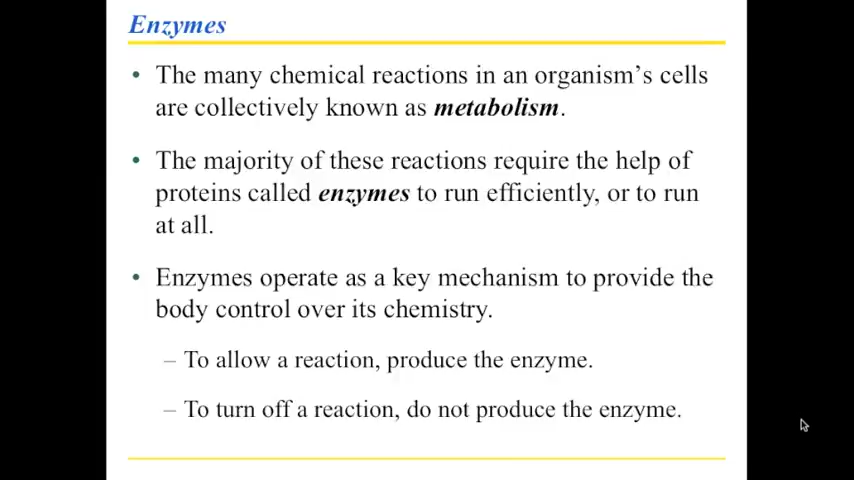 Enzymes
• The many chemical reactions in an organism’s cells
are collectively known as metabolism.
• The majority of these reactions require the help of
proteins called enzymes to run efficiently, or to run
at all.
• Enzymes operate as a key mechanism to provide the
body control over its chemistry.
– To allow a reaction, produce the enzyme.
– To turn off a reaction, do not produce the enzyme.